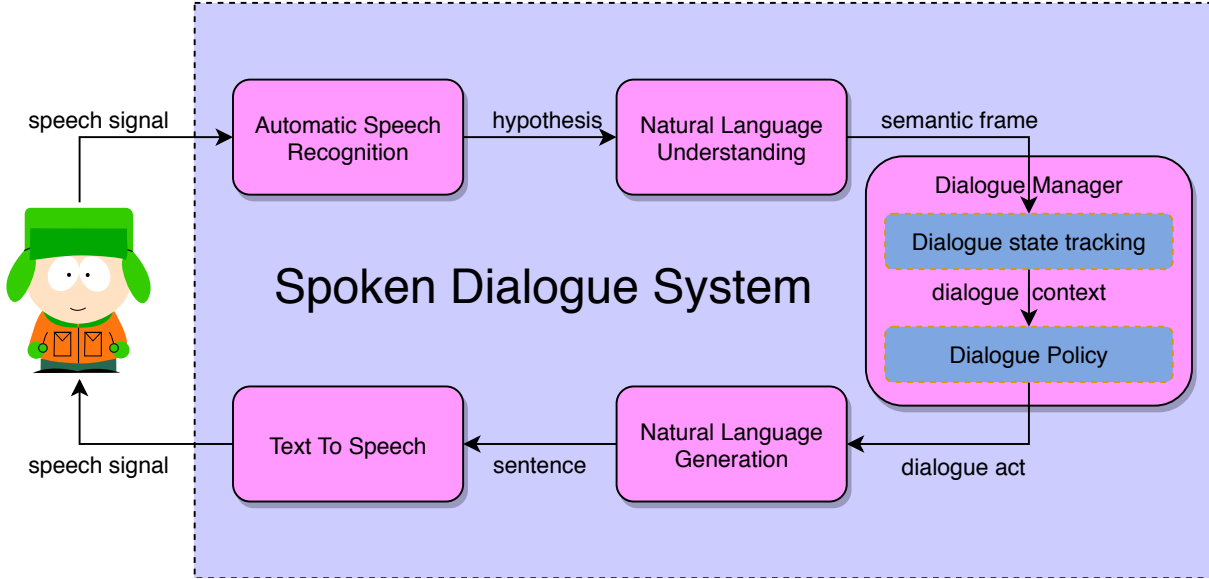 speech signal
Automatic Speech
Recognition
hypothesis
Natural Language
Understanding
semantic frame
Dialogue Manager
Dialogue state tracking
dialogue context
Dialogue Policy
Spoken Dialogue System
dialogue act
Natural Language
Generation
sentence
Text To Speech
speech signal